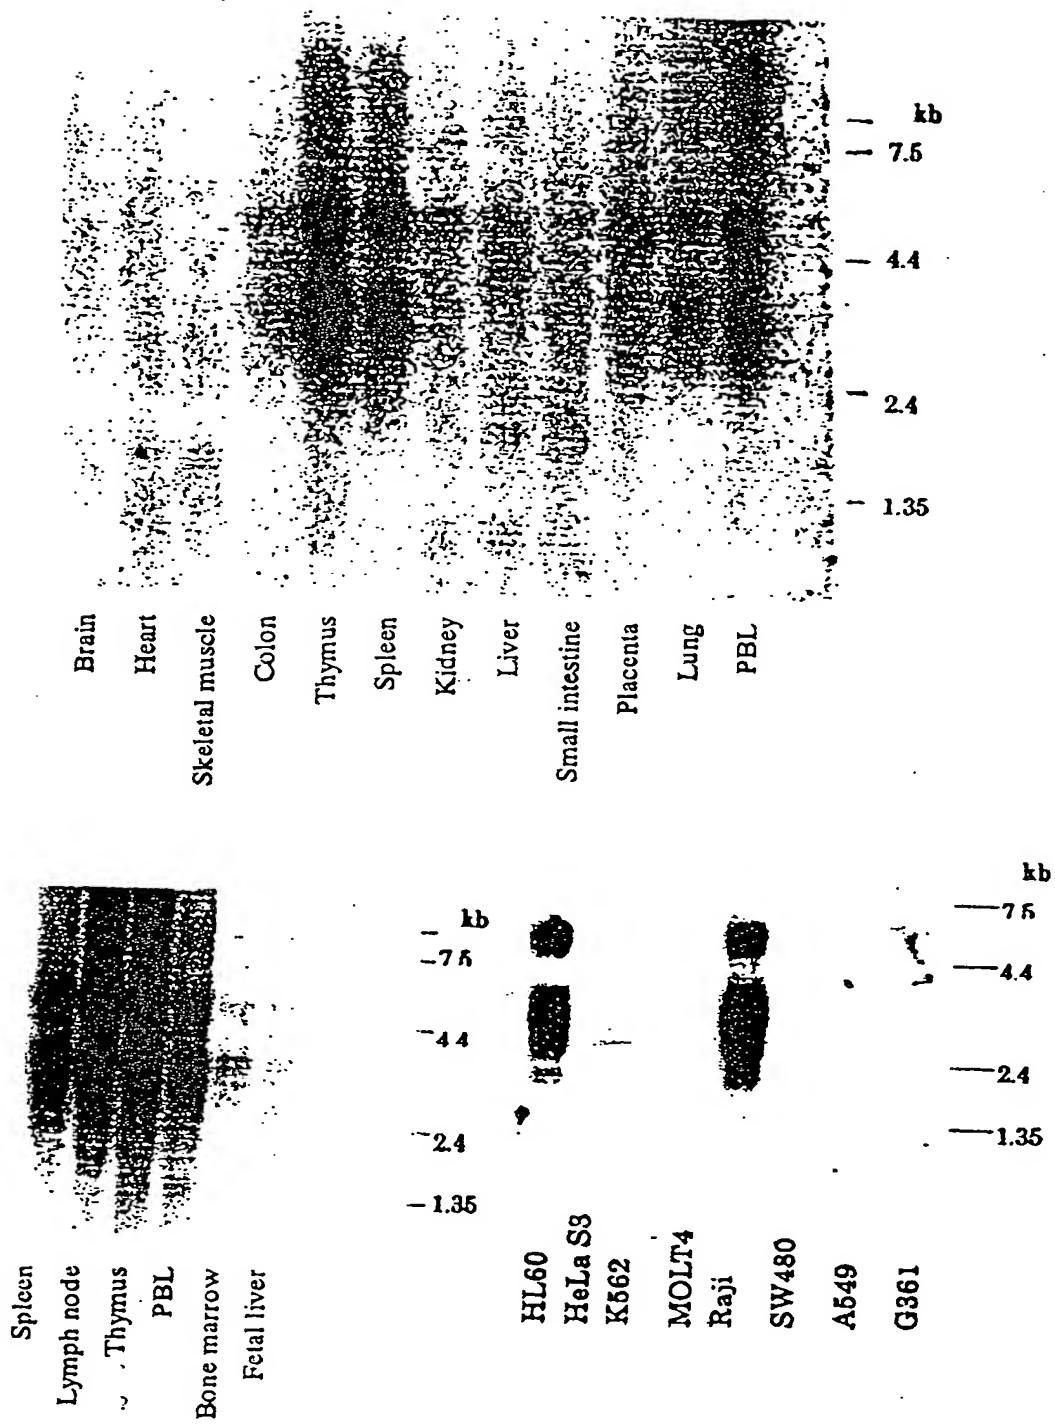 kb
7.5
4.4
2.4
1.35
Brain
Heart
Skeletal muscle
Colon
Thymus
Spleen
Kidney
Liver
Small intestine
Placenta
Lung
PBL
kb
7.5
4.4
2.4
1.35
Spleen
Lymph node
Thymus
PBL
Bone marrow
Fetal liver
kb
7.5
4.4
2.4
1.35
HL60
HeLa S3
K562
MOLT4
Raji
SW480
A549
G361